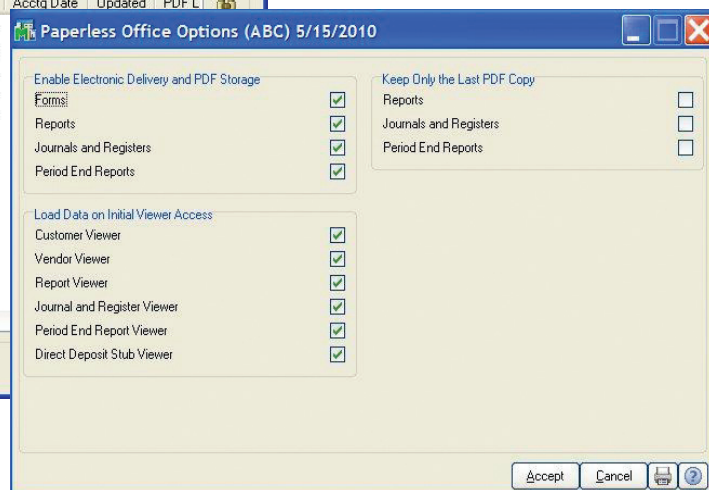 Acctg Date Updated PDF L
Paperless Office Options (ABC) 5/15/2010
Enable Electronic Delivery and PDF Storage
Forms
Reports
Journals and Registers
Period End Reports
Keep Only the Last PDF Copy
Reports
Journals and Registers
Period End Reports
Load Data on Initial Viewer Access
Customer Viewer
Vendor Viewer
Report Viewer
Journal and Register Viewer
Period End Report Viewer
Direct Deposit Stub Viewer
Accept Cancel